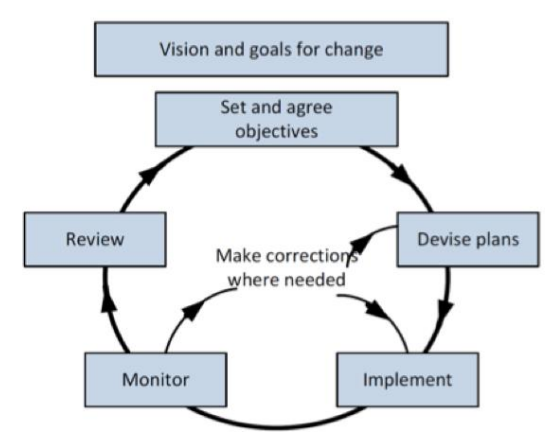 Vision and goals for change
Set and agree
objectives
Review
Devise plans
Make corrections
where needed
Monitor
Implement